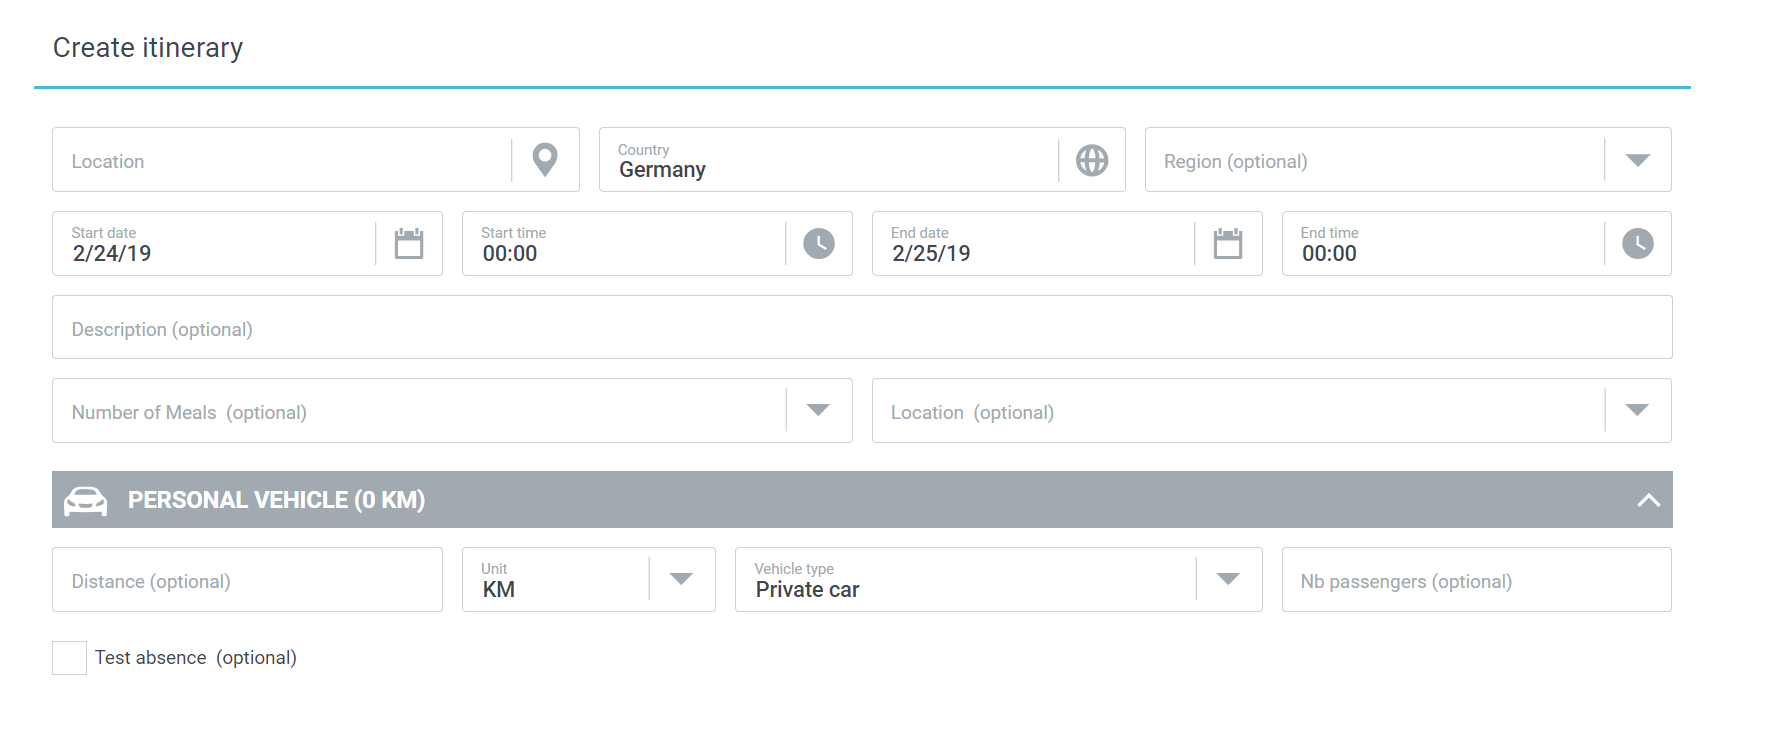 Create itinerary
Location
Country
Germany
Region (optional)
Start date
2/24/19
Start time
00:00
End date
2/25/19
End time
00:00
Description (optional)
Number of Meals (optional)
Location (optional)
PERSONAL VEHICLE (0 KM)
Distance (optional)
Unit
KM
Vehicle type
Private car
Nb passengers (optional)
Test absence (optional)